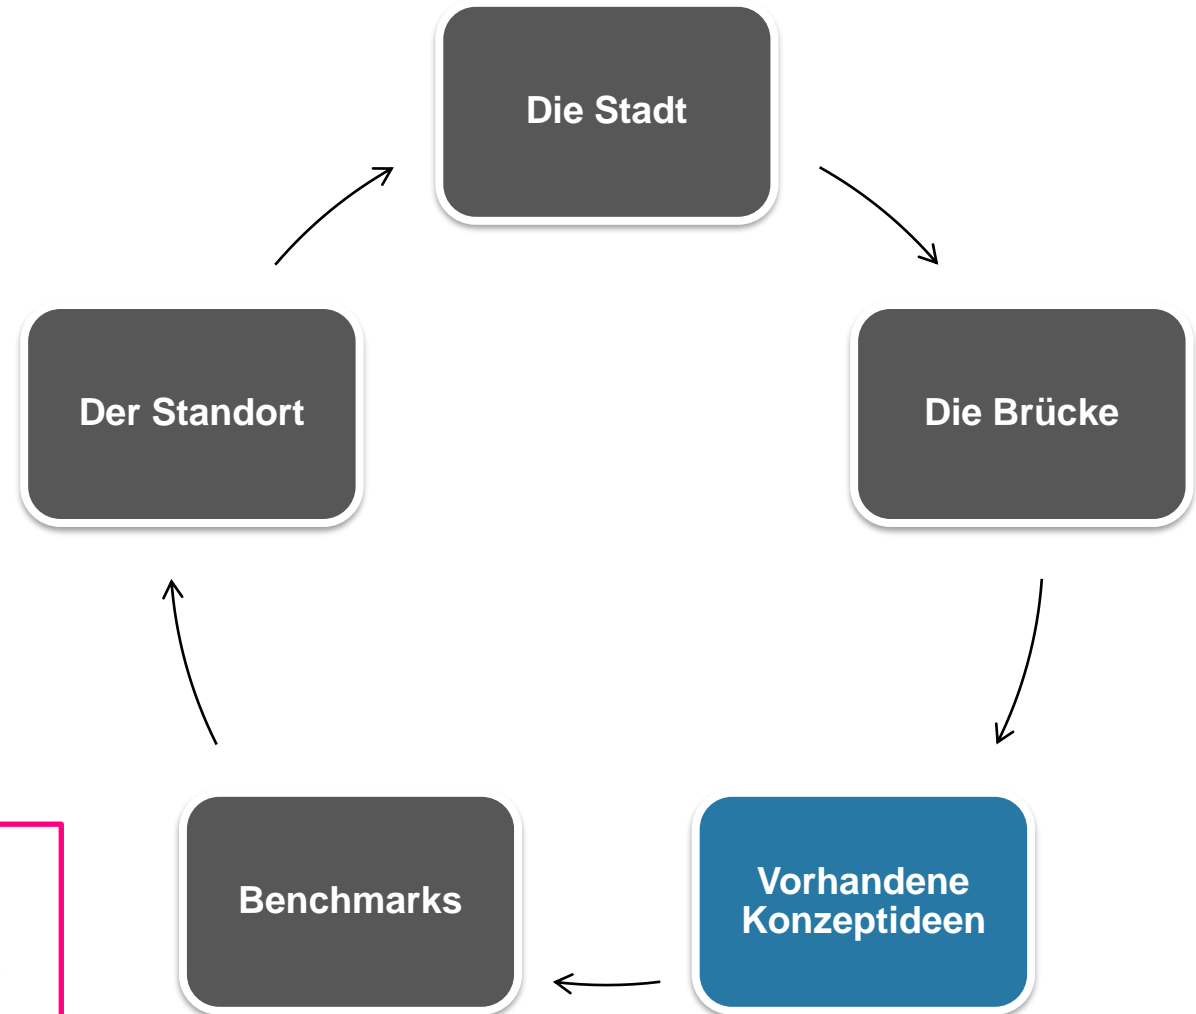 Die Stadt
Der Standort
Die Brücke
Benchmarks
Vorhandene
Konzeptideen